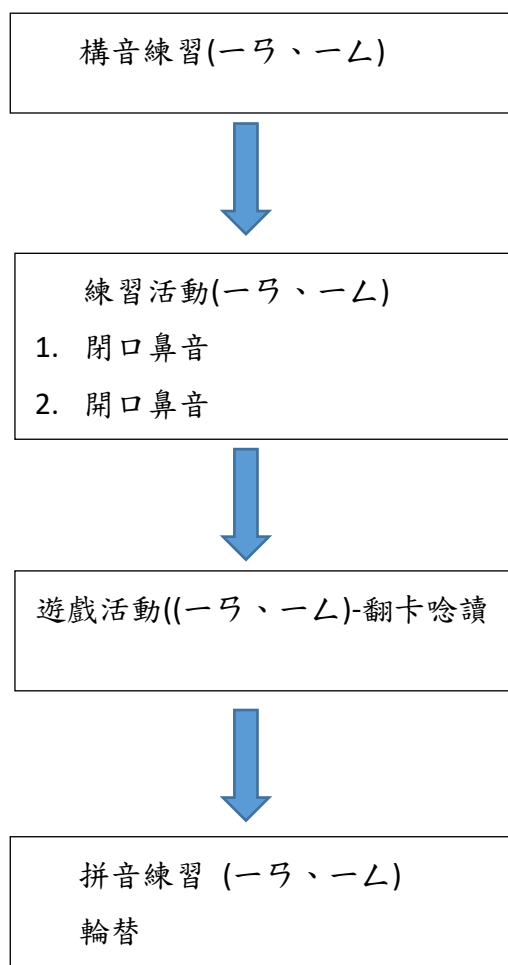 構音練習(ㄧㄢ、ㄧㄥ)
練習活動(ㄧㄢ、ㄧㄥ)
1. 閉口鼻音
2. 開口鼻音
遊戲活動((ㄧㄢ、ㄧㄥ)-翻卡唸讀
拼音練習 (ㄧㄢ、ㄧㄥ)
輪替